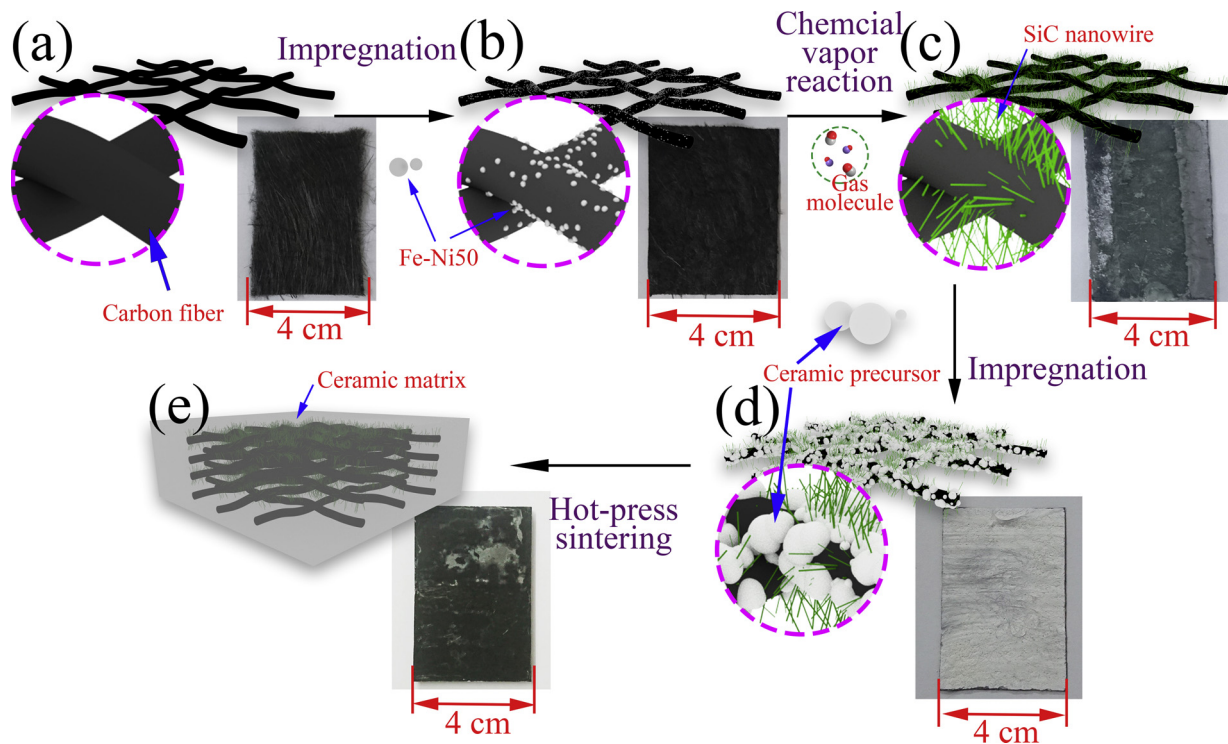 (a)
Impregnation
(b)
Chemcial
vapor
reaction
(c)
SiC nanowire
Gas
molecule
Fe-Ni50
Carbon fiber
4 cm
4 cm
4 cm
Ceramic precursor
Impregnation
(d)
Ceramic matrix
(e)
Hot-press
sintering
4 cm
4 cm